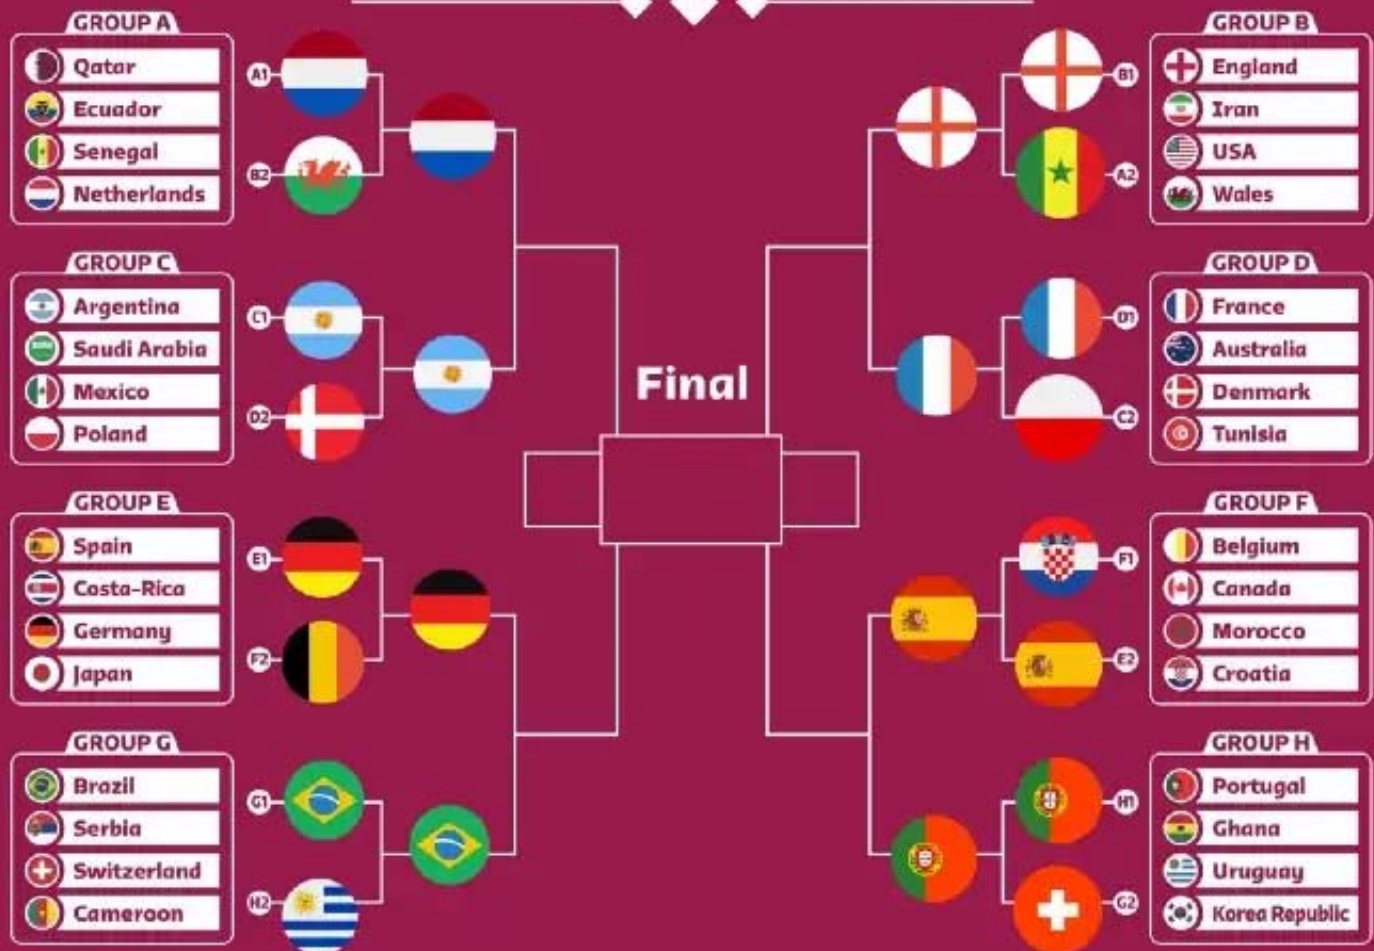 GROUP A
Qatar
Ecuador
Senegal
Netherlands
A1
B2
GROUP C
Argentina
Saudi Arabia
Mexico
Poland
C1
D2
GROUP E
Spain
Costa-Rica
Germany
Japan
E1
F2
GROUP G
Brazil
Serbia
Switzerland
Cameroon
G1
H2
Final
GROUP B
England
Iran
USA
Wales
B1
A2
GROUP D
France
Australia
Denmark
Tunisia
D1
C2
GROUP F
Belgium
Canada
Morocco
Croatia
F1
E2
GROUP H
Portugal
Ghana
Uruguay
Korea Republic
H1
G2